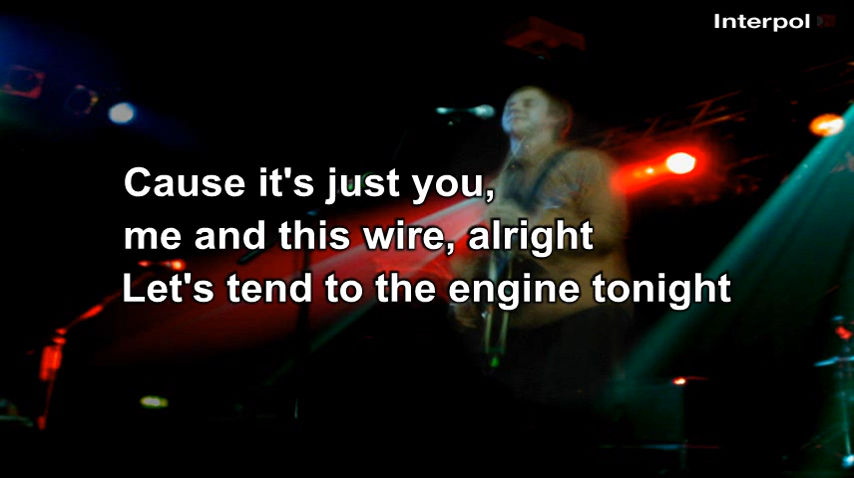 Interpol
Cause it's just you,
me and this wire, alright
Let's tend to the engine tonight